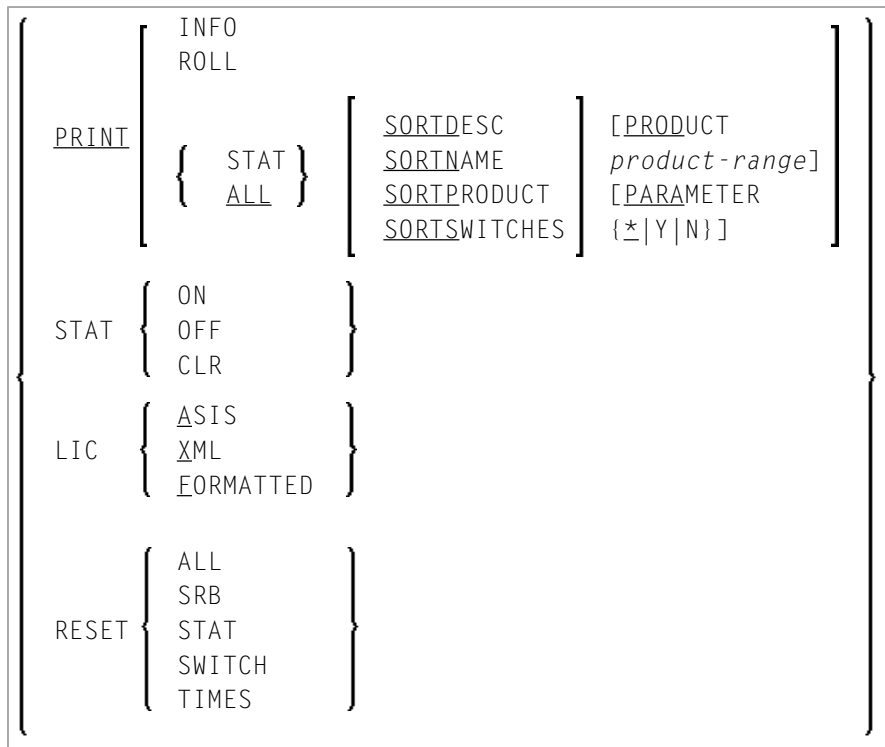 INFO
ROLL
PRINT
STAT
ALL
SORTDESC
SORTNAME
SORTPRODUCT
SORTSWITCHES
[PRODUCT
product-range]
[PARAMETER
{*|Y|N}]
STAT
ON
OFF
CLR
LIC
ASIS
XML
FORMATTED
RESET
ALL
SRB
STAT
SWITCH
TIMES